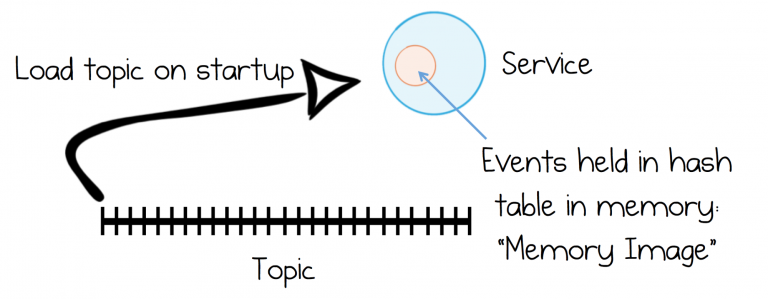 Load topic on startup
Service
Events held in hash
table in memory:
“Memory Image”
Topic